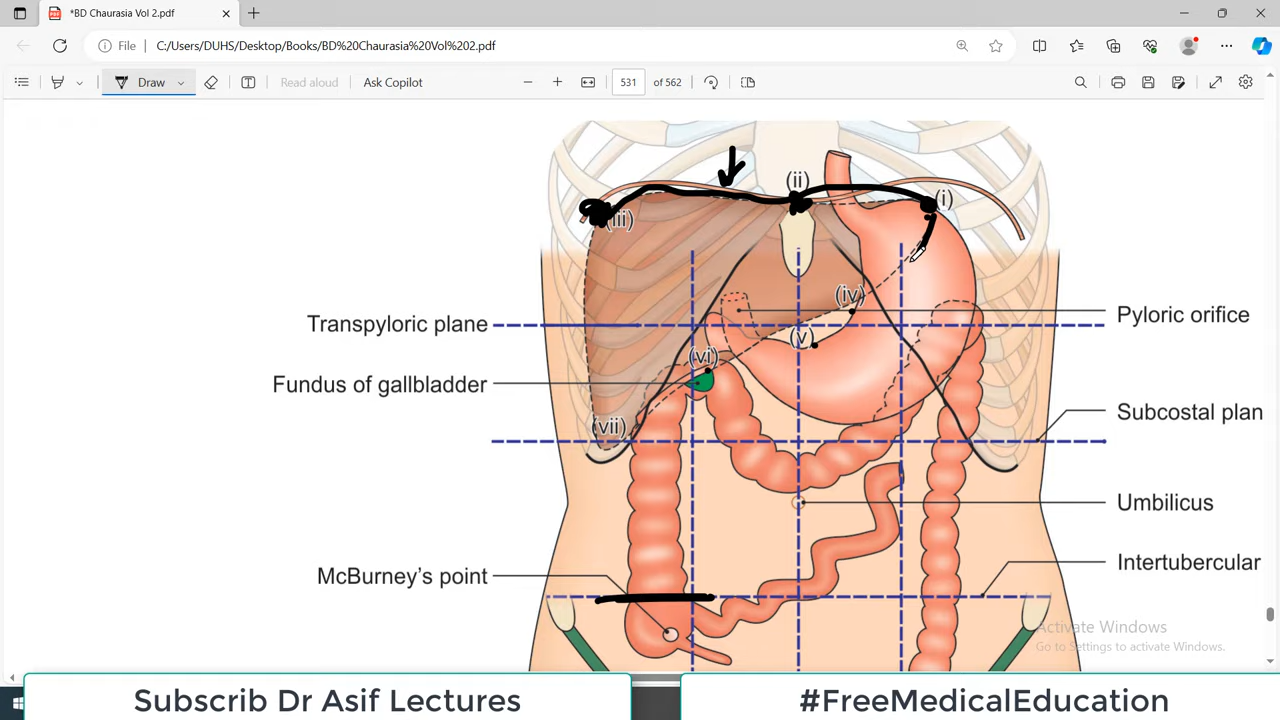 *BD Chaurasia Vol 2.pdf
File C:/Users/DUHS/Desktop/Books/BD%20Chaurasia%20Vol%202.pdf
Draw Read aloud Ask Copilot 531 of 562
(ii)
(i)
(iii)
(iv)
Transpyloric plane
Pyloric orifice
(v)
(vi)
Fundus of gallbladder
Subcostal plan
(vii)
Umbilicus
Intertubercular
McBurney's point
Activate Windows
Go to Settings to activate Windows.
Subscrib Dr Asif Lectures
#FreeMedicalEducation